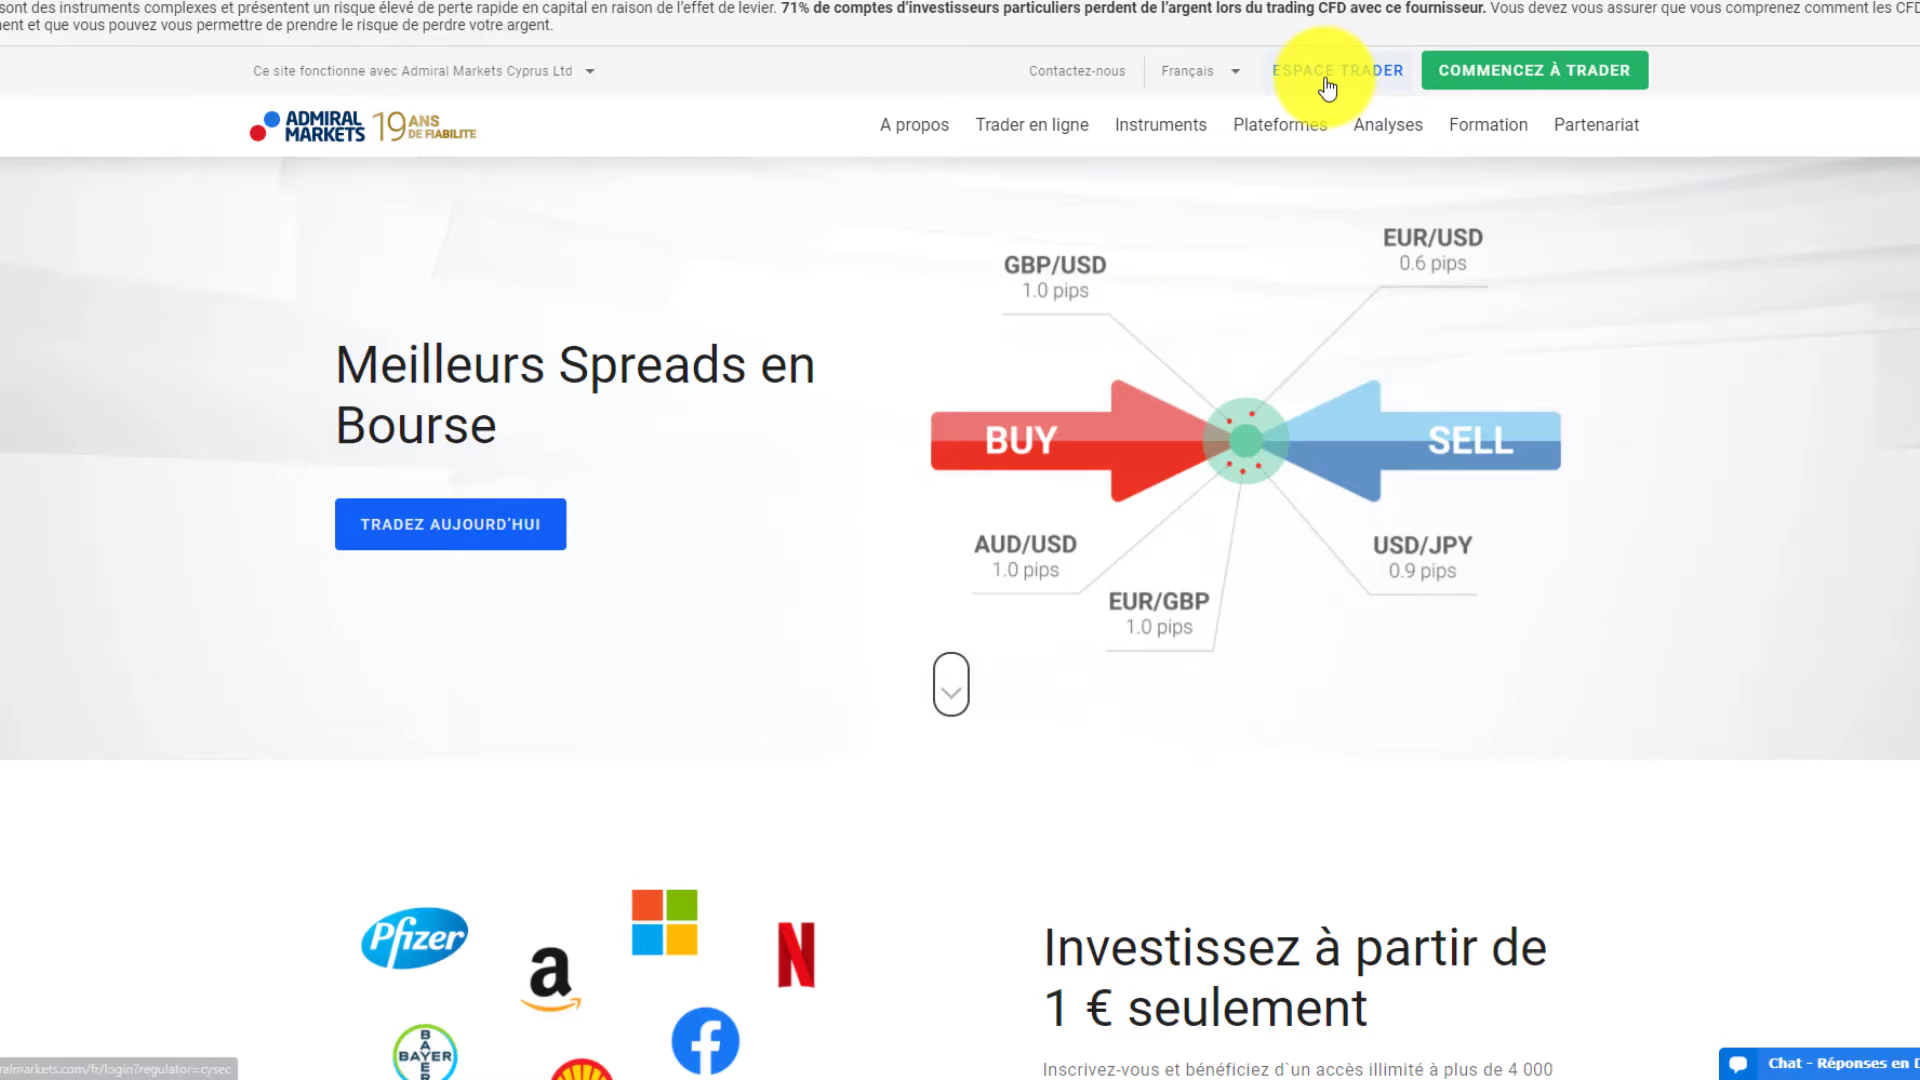 sont des instruments complexes et présentent un risque élevé de perte rapide en capital en raison de l'effet de levier. 71% de comptes d'investisseurs particuliers perdent de l'argent lors du trading CFD avec ce fournisseur. Vous devez vous assurer que vous comprenez comment les CFD
nent et que vous pouvez vous permettre de prendre le risque de perdre votre argent.
Ce site fonctionne avec Admiral Markets Cyprus Ltd
Contactez-nous
Français
ESPACE TRADER
COMMENCEZ À TRADER
ADMIRAL
MARKETS
19 ANS
DE FIABILITE
A propos
Trader en ligne
Instruments
Plateformes
Analyses
Formation
Partenariat
Meilleurs Spreads en
Bourse
TRADEZ AUJOURD'HUI
GBP/USD
1.0 pips
EUR/USD
0.6 pips
BUY
SELL
AUD/USD
1.0 pips
EUR/GBP
1.0 pips
USD/JPY
0.9 pips
Pfizer
a
N
BAYER
BAYER
f
Investissez à partir de
1 € seulement
Inscrivez-vous et bénéficiez d`un accès illimité à plus de 4 000
ralmarkets.com/fr/login?regulator=cysec
Chat - Réponses en D